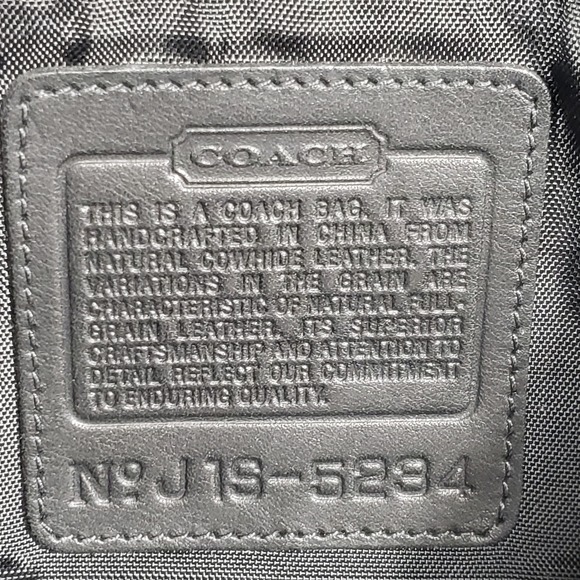 COACH
THIS IS A COACH BAG. IT WAS
HANDCRAFTED IN CHINA FROM
NATURAL COWHIDE LEATHER. THE
VARIATIONS IN THE GRAIN ARE
CHARACTERISTIC OF NATURAL FULL-
GRAIN LEATHER. ITS SUPERIOR
CRAFTSMANSHIP AND ATTENTION TO
DETAIL REFLECT OUR COMMITMENT
TO ENDURING QUALITY.
Nº J1S-5294